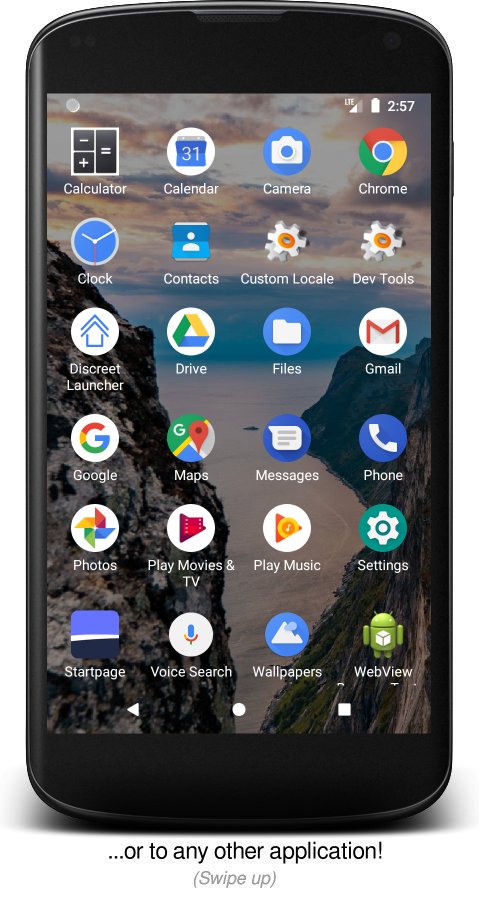 LTE 2:57
Calculator Calendar Camera Chrome
31
Clock Contacts Custom Locale Dev Tools
Discreet Launcher Drive Files Gmail
Google Maps Messages Phone
Photos Play Movies & TV Play Music Settings
Startpage Voice Search Wallpapers WebView
...or to any other application!
(Swipe up)